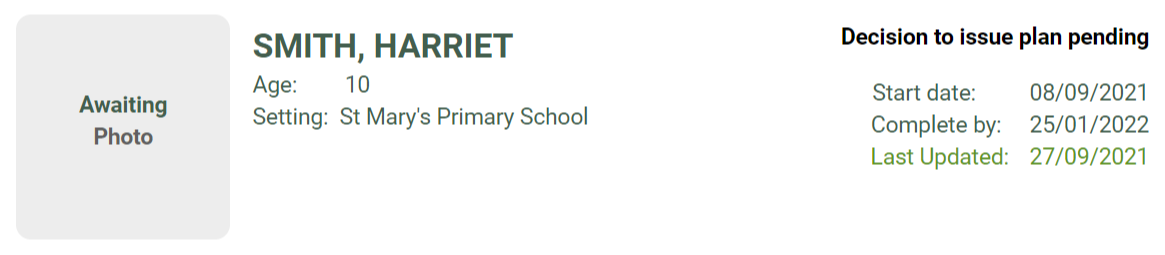 Awaiting
Photo
SMITH, HARRIET
Age: 10
Setting: St Mary's Primary School
Decision to issue plan pending
Start date: 08/09/2021
Complete by: 25/01/2022
Last Updated: 27/09/2021